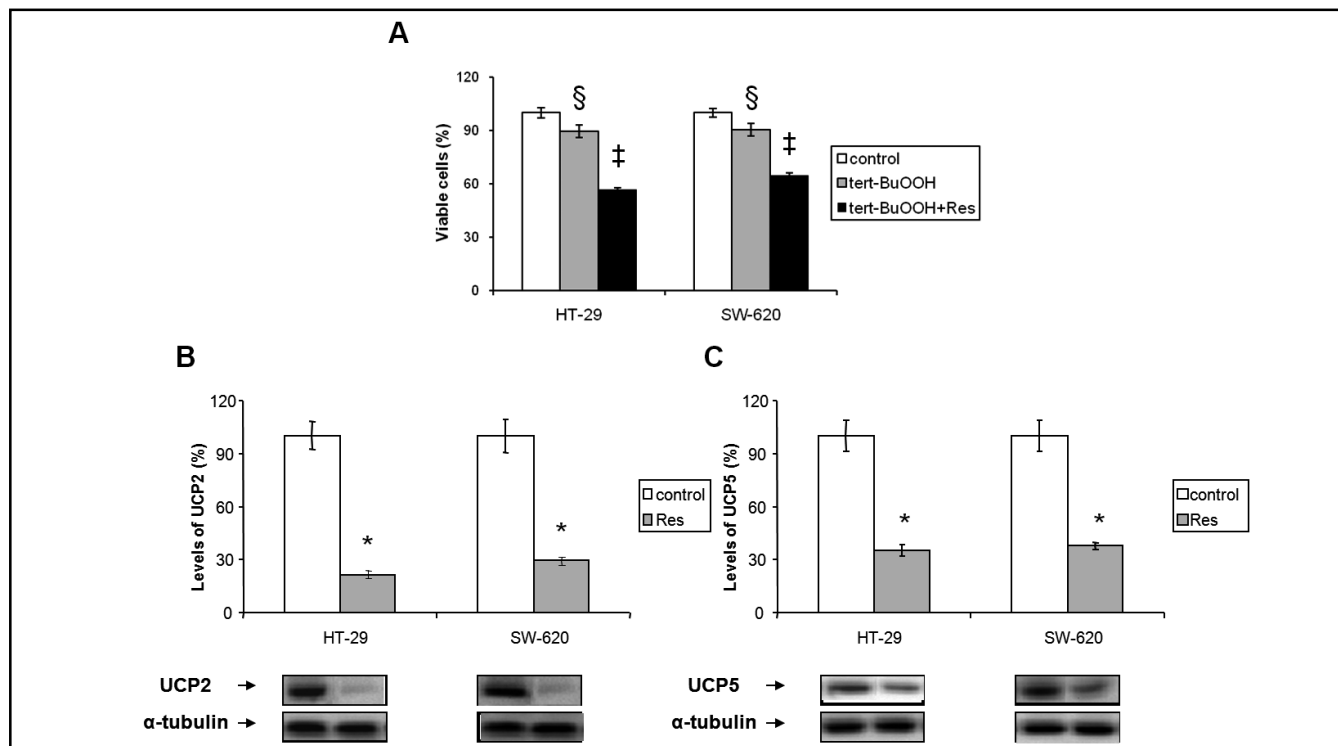 A
Viable cells (%)
120
90
60
30
0
§
‡
§
‡
HT-29
SW-620
control
tert-BuOOH
tert-BuOOH+Res
B
Levels of UCP2 (%)
120
90
60
30
0
*
*
HT-29
SW-620
control
Res
UCP2 →
α-tubulin →
C
Levels of UCP5 (%)
120
90
60
30
0
*
*
HT-29
SW-620
control
Res
UCP5 →
α-tubulin →